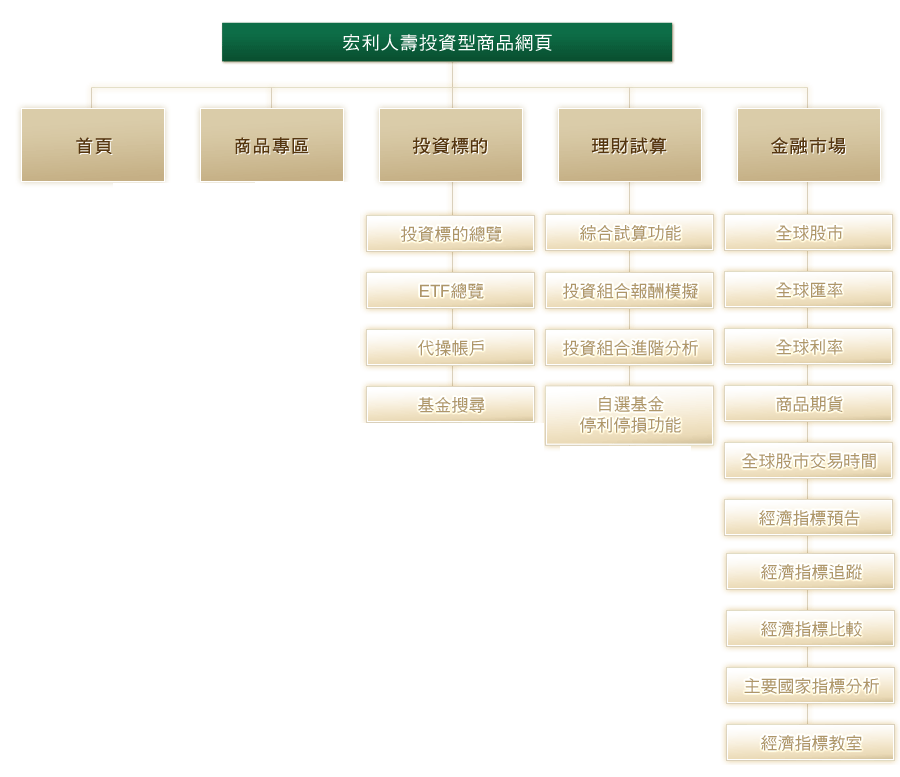 宏利人壽投資型商品網頁
首頁
商品專區
投資標的
理財試算
金融市場
投資標的總覽
ETF總覽
代操帳戶
基金搜尋
綜合試算功能
投資組合報酬模擬
投資組合進階分析
自選基金
停利停損功能
全球股市
全球匯率
全球利率
商品期貨
全球股市交易時間
經濟指標預告
經濟指標追蹤
經濟指標比較
主要國家指標分析
經濟指標教室